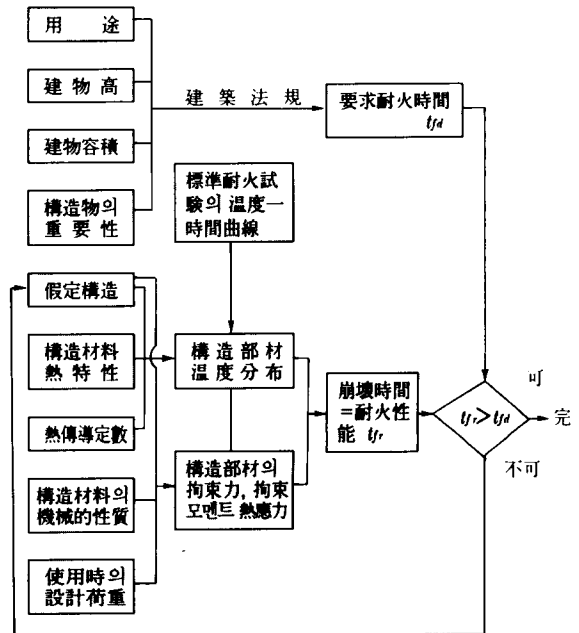 用 途
建物高
建物容積
構造物의
重要性
建築法規
要求耐火時間
tfd
標準耐火試
驗의 温度一
時間曲線
假定構造
構造材料
熱特性
熱傳導定數
構造材料의
機械的性質
使用時의
設計荷重
構造部材
温度分布
構造部材의
拘束力, 拘束
모멘트 熱應力
崩壞時間
=耐火性
能 tfr
tfr>tfd
可
完
不可